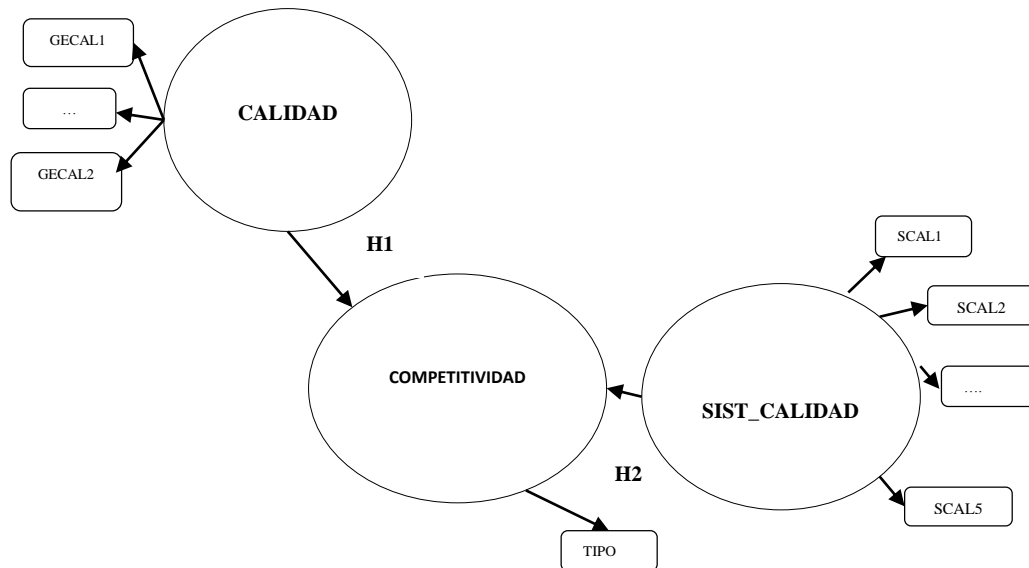 GECAL1
…
GECAL2
CALIDAD
H1
SCAL1
SCAL2
….
SCAL5
COMPETITIVIDAD
SIST_CALIDAD
H2
TIPO